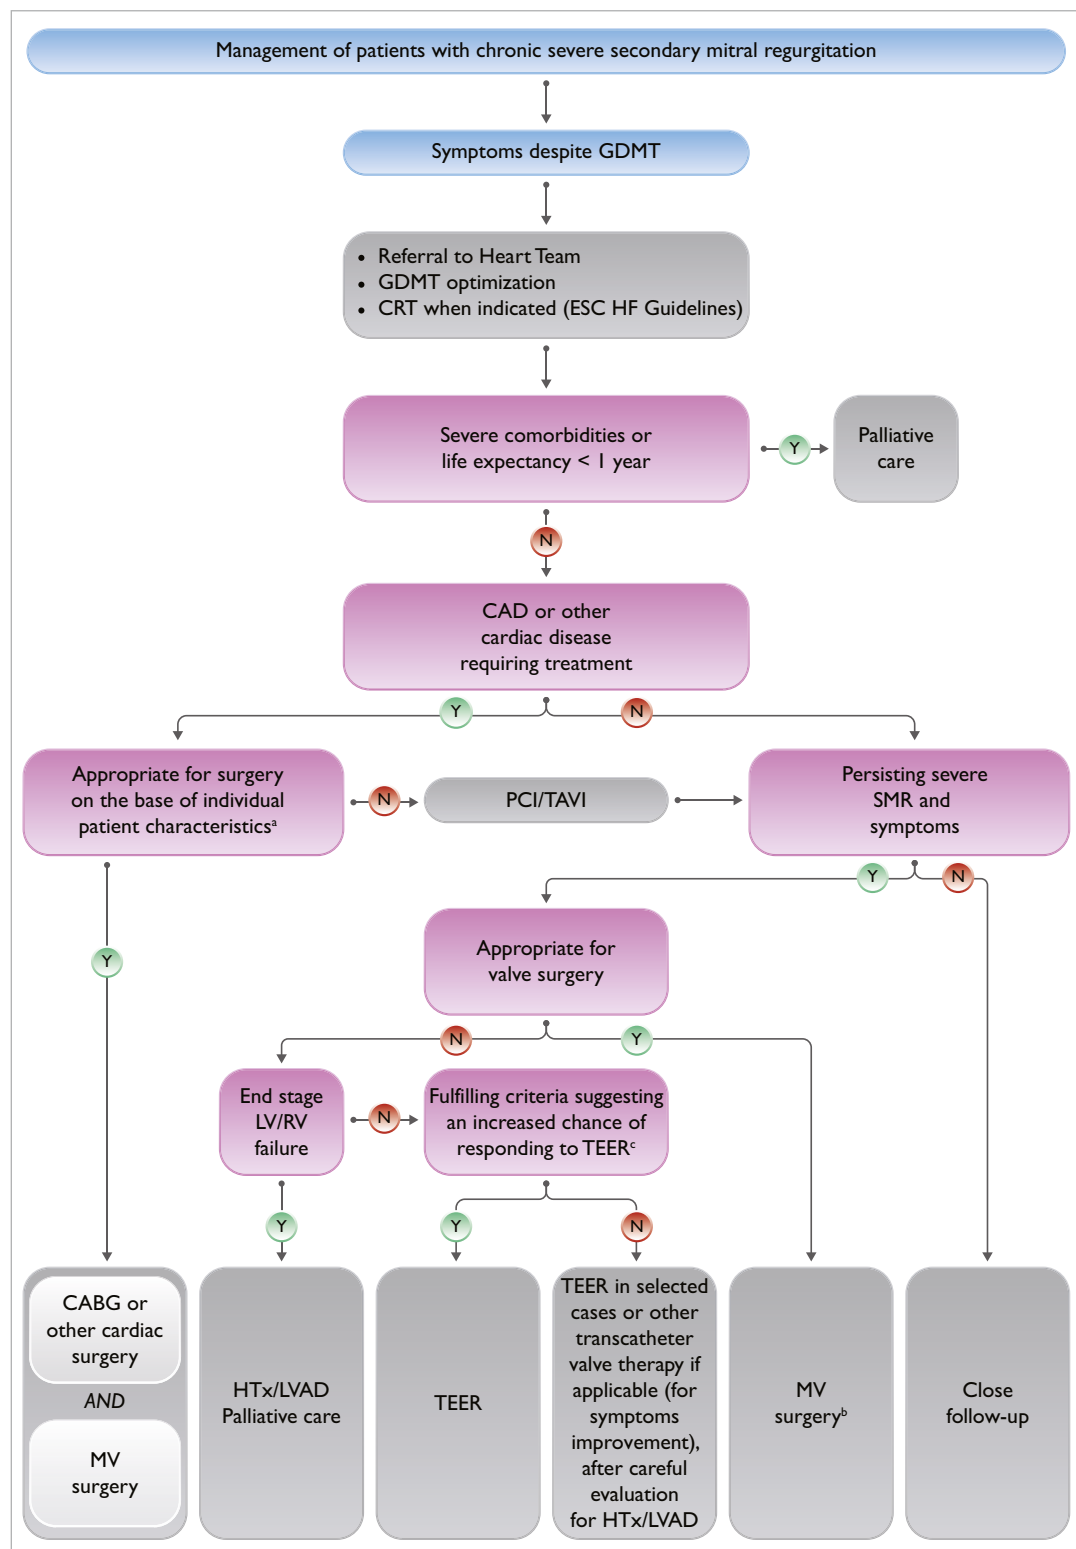 Management of patients with chronic severe secondary mitral regurgitation
Symptoms despite GDMT
• Referral to Heart Team
• GDMT optimization
• CRT when indicated (ESC HF Guidelines)
Severe comorbidities or
life expectancy < 1 year
Y
Palliative
care
N
CAD or other
cardiac disease
requiring treatment
Y
N
Appropriate for surgery
on the base of individual
patient characteristicsᵃ
N
PCI/TAVI
Persisting severe
SMR and
symptoms
Y
N
Appropriate for
valve surgery
Y
N
Y
End stage
LV/RV
failure
N
Fulfilling criteria suggesting
an increased chance of
responding to TEERᶜ
Y
Y
N
CABG or
other cardiac
surgery
AND
MV
surgery
HTx/LVAD
Palliative care
TEER
TEER in selected
cases or other
transcatheter
valve therapy if
applicable (for
symptoms
improvement),
after careful
evaluation
for HTx/LVAD
MV
surgeryᵇ
Close
follow-up